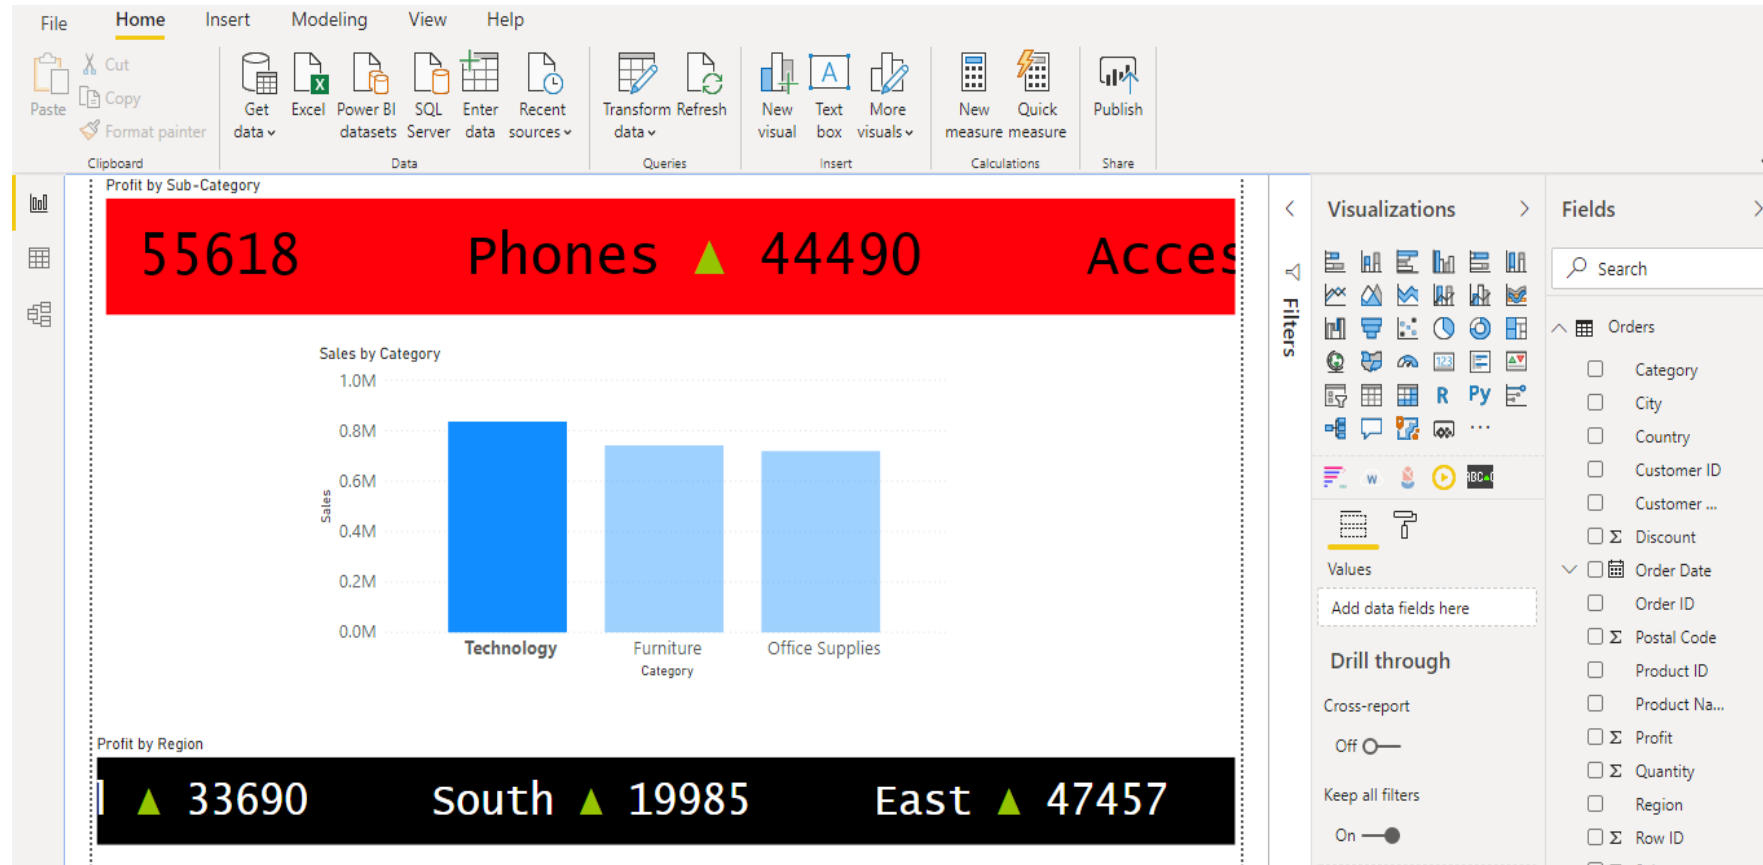 File Home Insert Modeling View Help
Paste
Cut
Copy
Format painter
Clipboard
Get data
Excel
Power BI datasets
SQL Server
Enter data
Recent sources
Data
Transform data
Refresh
Queries
New visual
Text box
More visuals
Insert
New measure
Quick measure
Calculations
Publish
Share
Profit by Sub-Category
55618 Phones ▲ 44490 Acces
Sales by Category
1.0M
0.8M
0.6M
0.4M
0.2M
0.0M
Sales
Technology Furniture Office Supplies
Category
Profit by Region
▲ 33690 South ▲ 19985 East ▲ 47457
Filters
Visualizations
123
R Py
W
Values
Add data fields here
Drill through
Cross-report
Off
Keep all filters
On
Fields
Search
Orders
Category
City
Country
Customer ID
Customer ...
Σ Discount
Order Date
Order ID
Σ Postal Code
Product ID
Product Na...
Σ Profit
Σ Quantity
Region
Σ Row ID